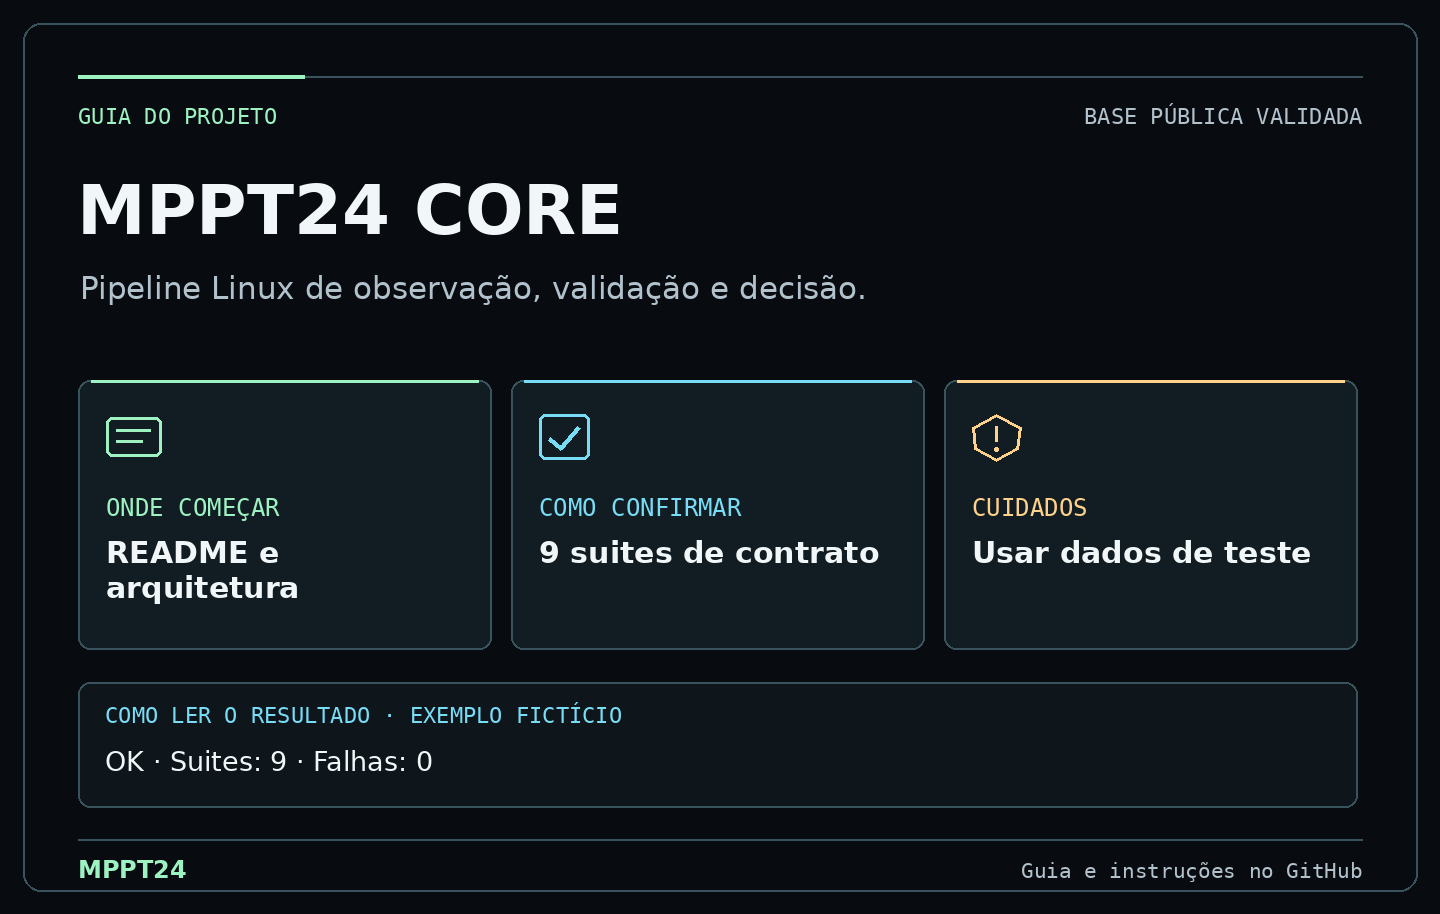 GUIA DO PROJETO
BASE PÚBLICA VALIDADA
MPPT24 CORE
Pipeline Linux de observação, validação e decisão.
ONDE COMEÇAR
README e
arquitetura
COMO CONFIRMAR
9 suites de contrato
CUIDADOS
Usar dados de teste
COMO LER O RESULTADO · EXEMPLO FICTÍCIO
OK · Suites: 9 · Falhas: 0
MPPT24
Guia e instruções no GitHub